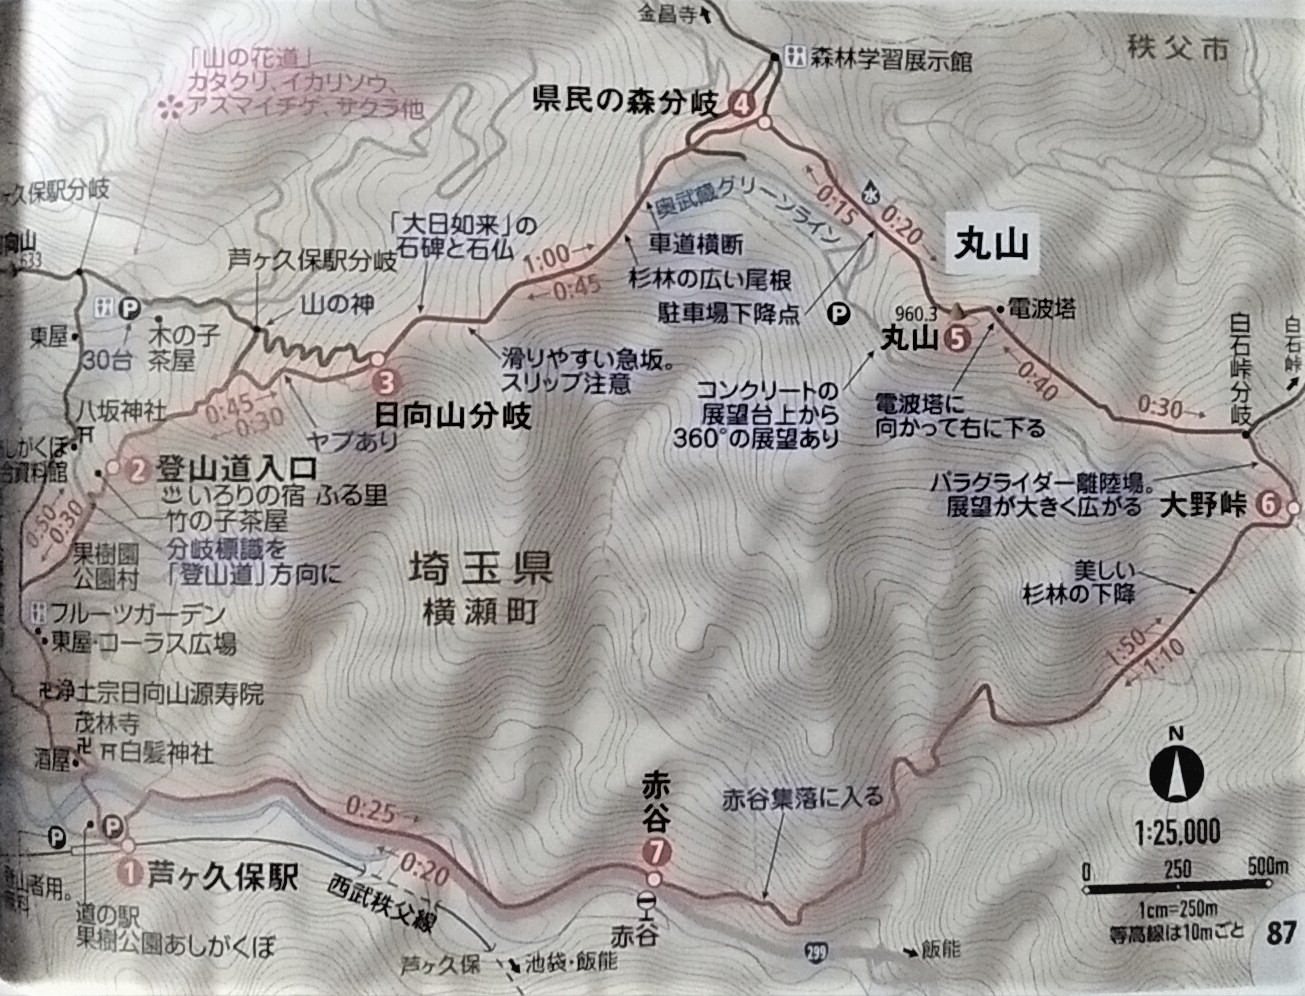 金昌寺
森林学習展示館
秩父市
「山の花道」
カタクリ、イカリソウ、
アズマイチゲ、サクラ他
県民の森分岐
4
久保駅分岐
奥武蔵グリーンライン
0:15
水
0:20
丸山
「大日如来」の
石碑と石仏
芦ヶ久保駅分岐
山の神
1:00
0:45
車道横断
杉林の広い尾根
駐車場下降点
P
960.3
丸山
5
電波塔
633
P
30台
木の子
茶屋
東屋
3
日向山分岐
滑りやすい急坂。
スリップ注意
コンクリートの
展望台上から
360°の展望あり
電波塔に
向かって右に下る
0:40
0:30
白石峠分岐
白石峠
八坂神社
0:45
0:30
ヤブあり
しがくぼ
資料館
2
登山道入口
いろりの宿 ふる里
竹の子茶屋
分岐標識を
「登山道」方向に
0:50
0:30
果樹園
公園村
パラグライダー離陸場。
展望が大きく広がる
大野峠
6
埼玉県
横瀬町
美しい
杉林の下降
フルーツガーデン
東屋・コーラス広場
1:50
1:10
卍浄土宗日向山源寿院
茂林寺
卍
白髪神社
酒屋
N
1:25,000
0 250 500m
1cm=250m
等高線は10mごと
87
赤谷
7
赤谷集落に入る
0:25
0:20
P
P
1
芦ヶ久保駅
西武秩父線
者用。
道の駅
果樹公園あしがくぼ
赤谷
芦ヶ久保
池袋・飯能
299
飯能